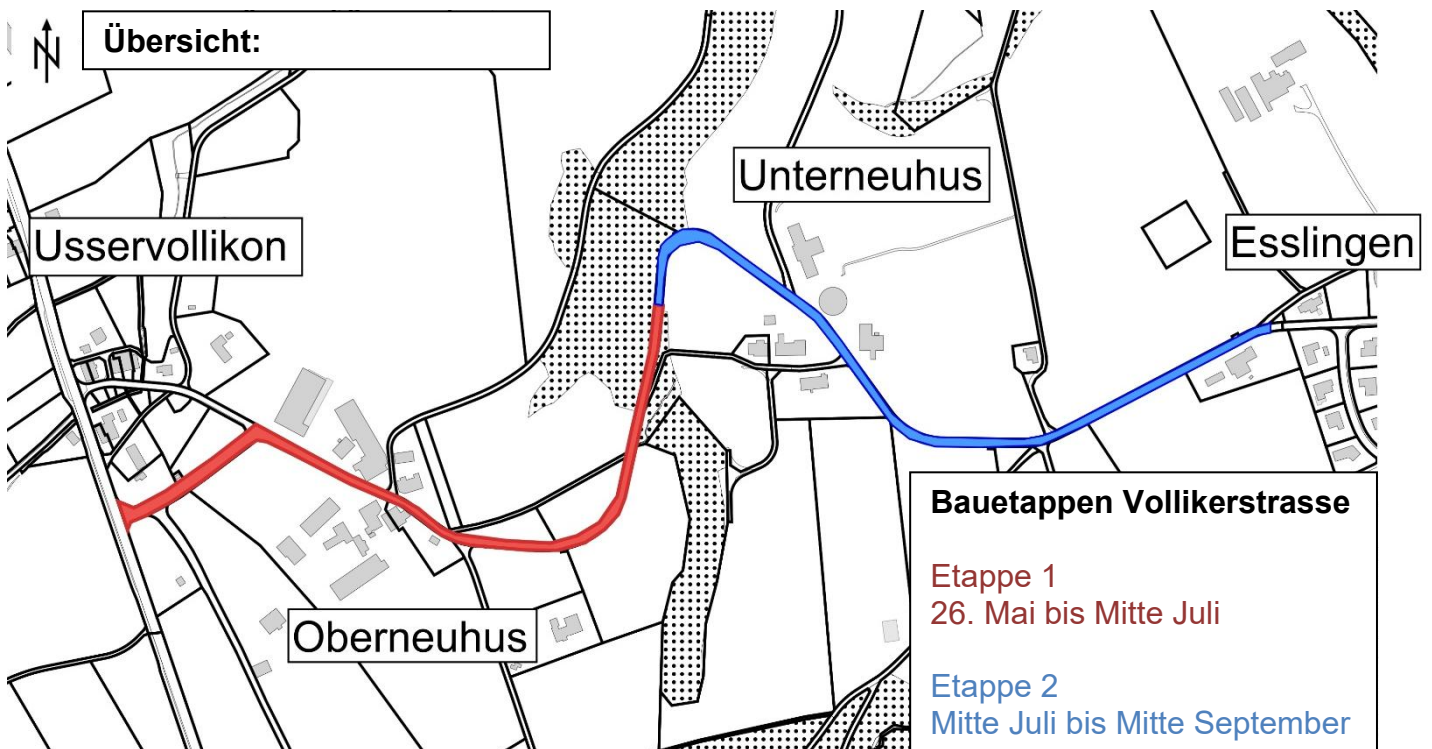 N
Übersicht:
Unterneuhus
Usservollikon
Esslingen
Oberneuhus
Bauetappen Vollikerstrasse
Etappe 1
26. Mai bis Mitte Juli
Etappe 2
Mitte Juli bis Mitte September